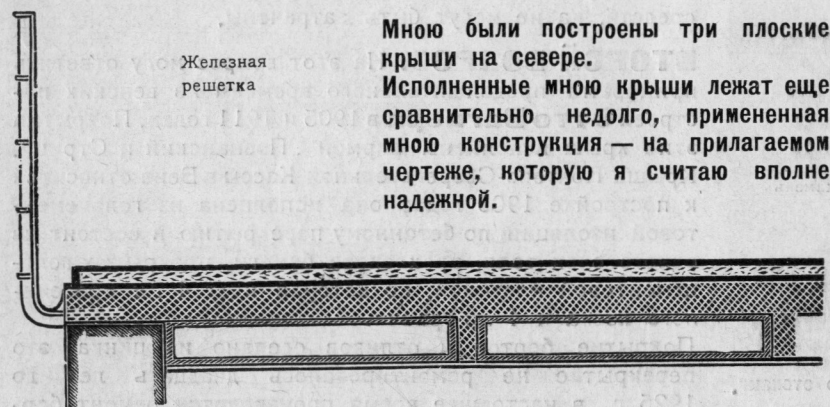 Железная
решетка
Мною были построены три плоские
крыши на севере.
Исполненные мною крыши лежат еще
сравнительно недолго, примененная
мною конструкция — на прилагаемом
чертеже, которую я считаю вполне
надежной.